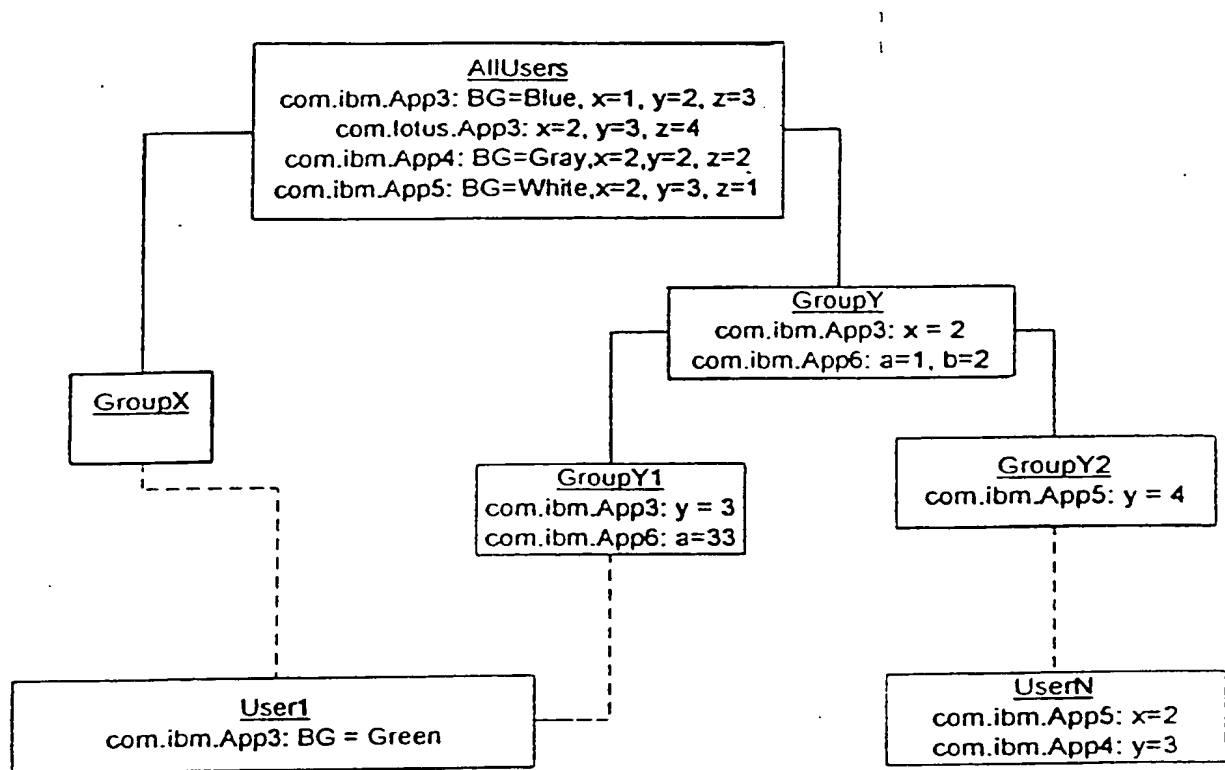 AllUsers
com.ibm.App3: BG=Blue, x=1, y=2, z=3
com.lotus.App3: x=2, y=3, z=4
com.ibm.App4: BG=Gray,x=2,y=2, z=2
com.ibm.App5: BG=White,x=2, y=3, z=1
GroupY
com.ibm.App3: x = 2
com.ibm.App6: a=1, b=2
GroupX
GroupY1
com.ibm.App3: y = 3
com.ibm.App6: a=33
GroupY2
com.ibm.App5: y = 4
User1
com.ibm.App3: BG = Green
UserN
com.ibm.App5: x=2
com.ibm.App4: y=3